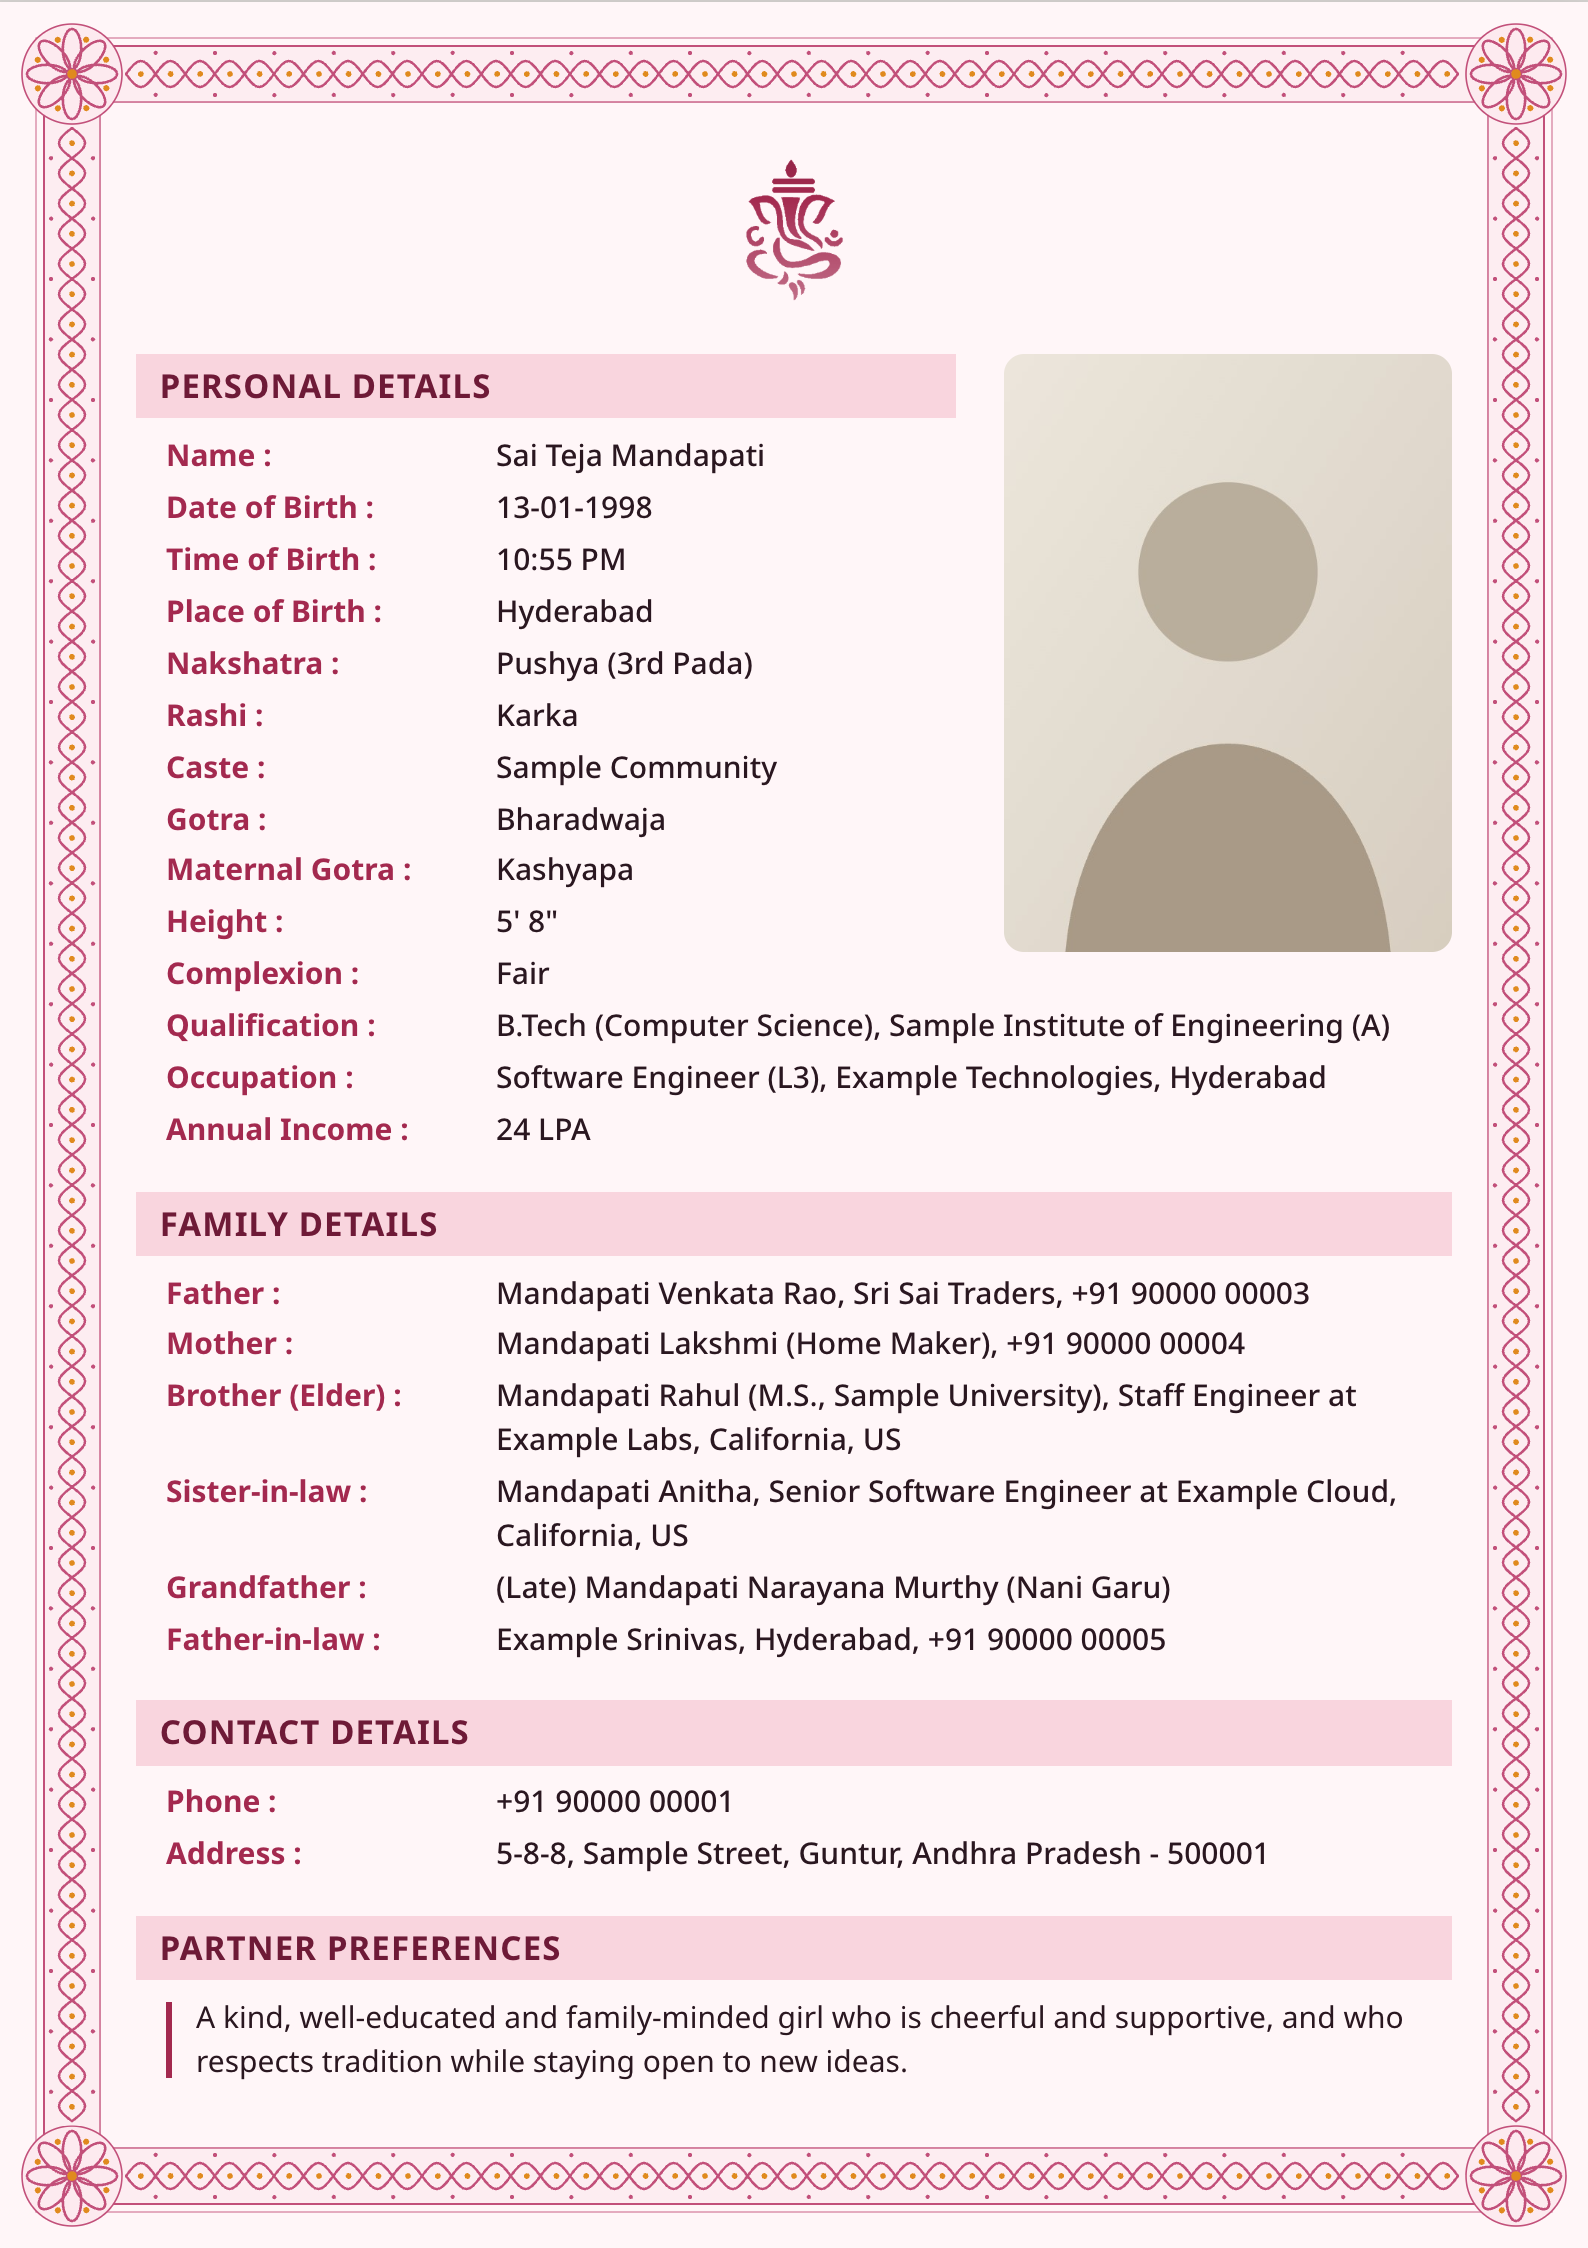 PERSONAL DETAILS
Name : Sai Teja Mandapati
Date of Birth : 13-01-1998
Time of Birth : 10:55 PM
Place of Birth : Hyderabad
Nakshatra : Pushya (3rd Pada)
Rashi : Karka
Caste : Sample Community
Gotra : Bharadwaja
Maternal Gotra : Kashyapa
Height : 5' 8"
Complexion : Fair
Qualification : B.Tech (Computer Science), Sample Institute of Engineering (A)
Occupation : Software Engineer (L3), Example Technologies, Hyderabad
Annual Income : 24 LPA
FAMILY DETAILS
Father : Mandapati Venkata Rao, Sri Sai Traders, +91 90000 00003
Mother : Mandapati Lakshmi (Home Maker), +91 90000 00004
Brother (Elder) : Mandapati Rahul (M.S., Sample University), Staff Engineer at
Example Labs, California, US
Sister-in-law : Mandapati Anitha, Senior Software Engineer at Example Cloud,
California, US
Grandfather : (Late) Mandapati Narayana Murthy (Nani Garu)
Father-in-law : Example Srinivas, Hyderabad, +91 90000 00005
CONTACT DETAILS
Phone : +91 90000 00001
Address : 5-8-8, Sample Street, Guntur, Andhra Pradesh - 500001
PARTNER PREFERENCES
A kind, well-educated and family-minded girl who is cheerful and supportive, and who
respects tradition while staying open to new ideas.